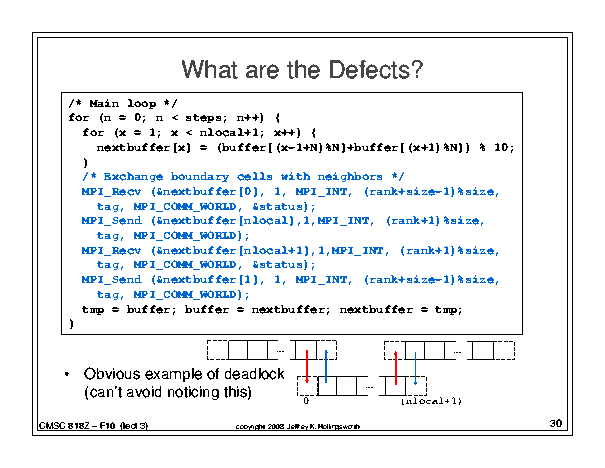 What are the Defects?
/* Main loop */
for (n = 0; n < steps; n++) {
for (x = 1; x < nlocal+1; x++) {
nextbuffer[x] = (buffer[(x-1+N)%N]+buffer[(x+1)%N]) % 10;
}
/* Exchange boundary cells with neighbors */
MPI_Recv (&nextbuffer[0], 1, MPI_INT, (rank+size-1)%size,
tag, MPI_COMM_WORLD, &status);
MPI_Send (&nextbuffer[nlocal],1,MPI_INT, (rank+1)%size,
tag, MPI_COMM_WORLD);
MPI_Recv (&nextbuffer[nlocal+1],1,MPI_INT, (rank+1)%size,
tag, MPI_COMM_WORLD, &status);
MPI_Send (&nextbuffer[1], 1, MPI_INT, (rank+size-1)%size,
tag, MPI_COMM_WORLD);
tmp = buffer; buffer = nextbuffer; nextbuffer = tmp;
}
... ...
• Obvious example of deadlock
(can't avoid noticing this)
...
0 (nlocal+1)
CMSC 818Z – F10 (lect 3) copyright 2008 Jeffrey K. Hollingsworth 30